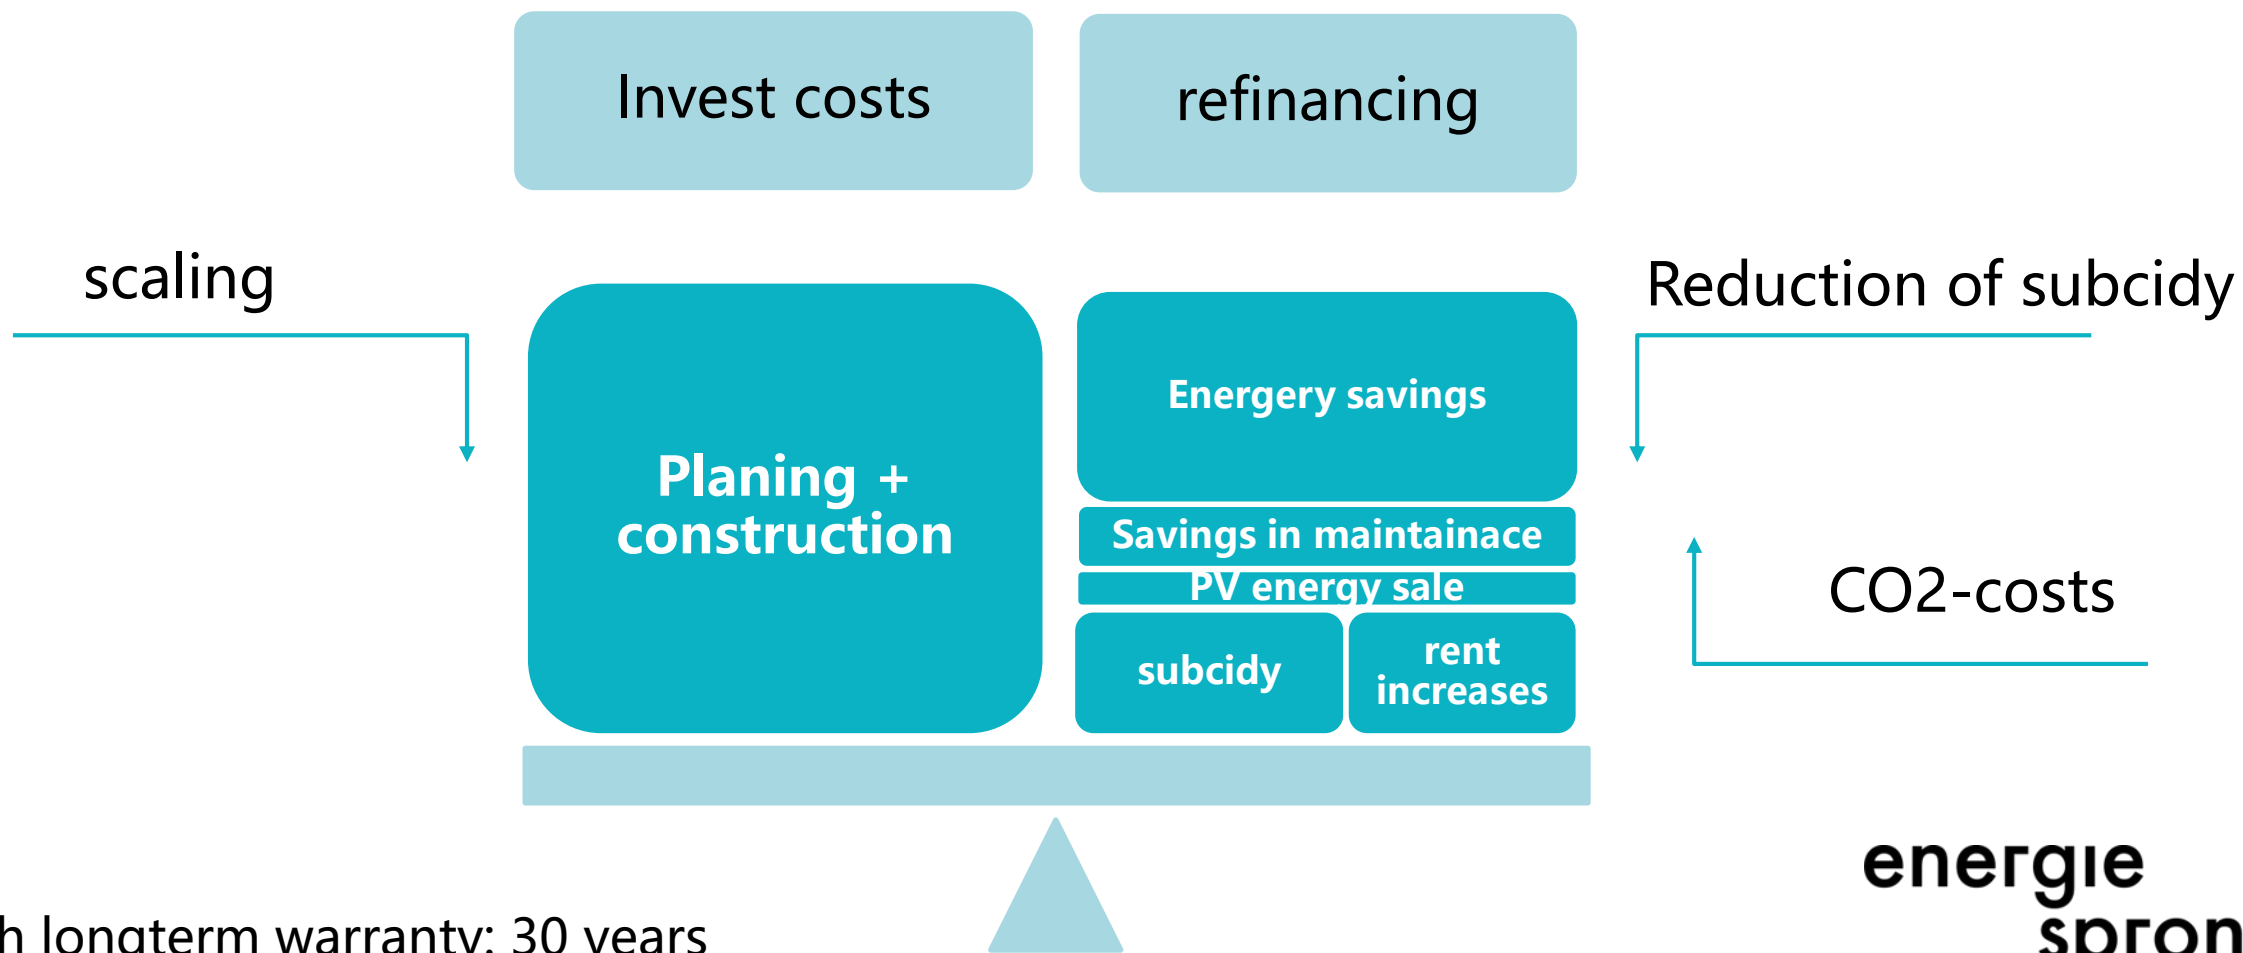 Invest costs
refinancing
scaling
Reduction of subcidy
Planing +
construction
Energery savings
Savings in maintainace
PV energy sale
subcidy
rent
increases
CO2-costs
longterm warranty: 30 years
energie
spron